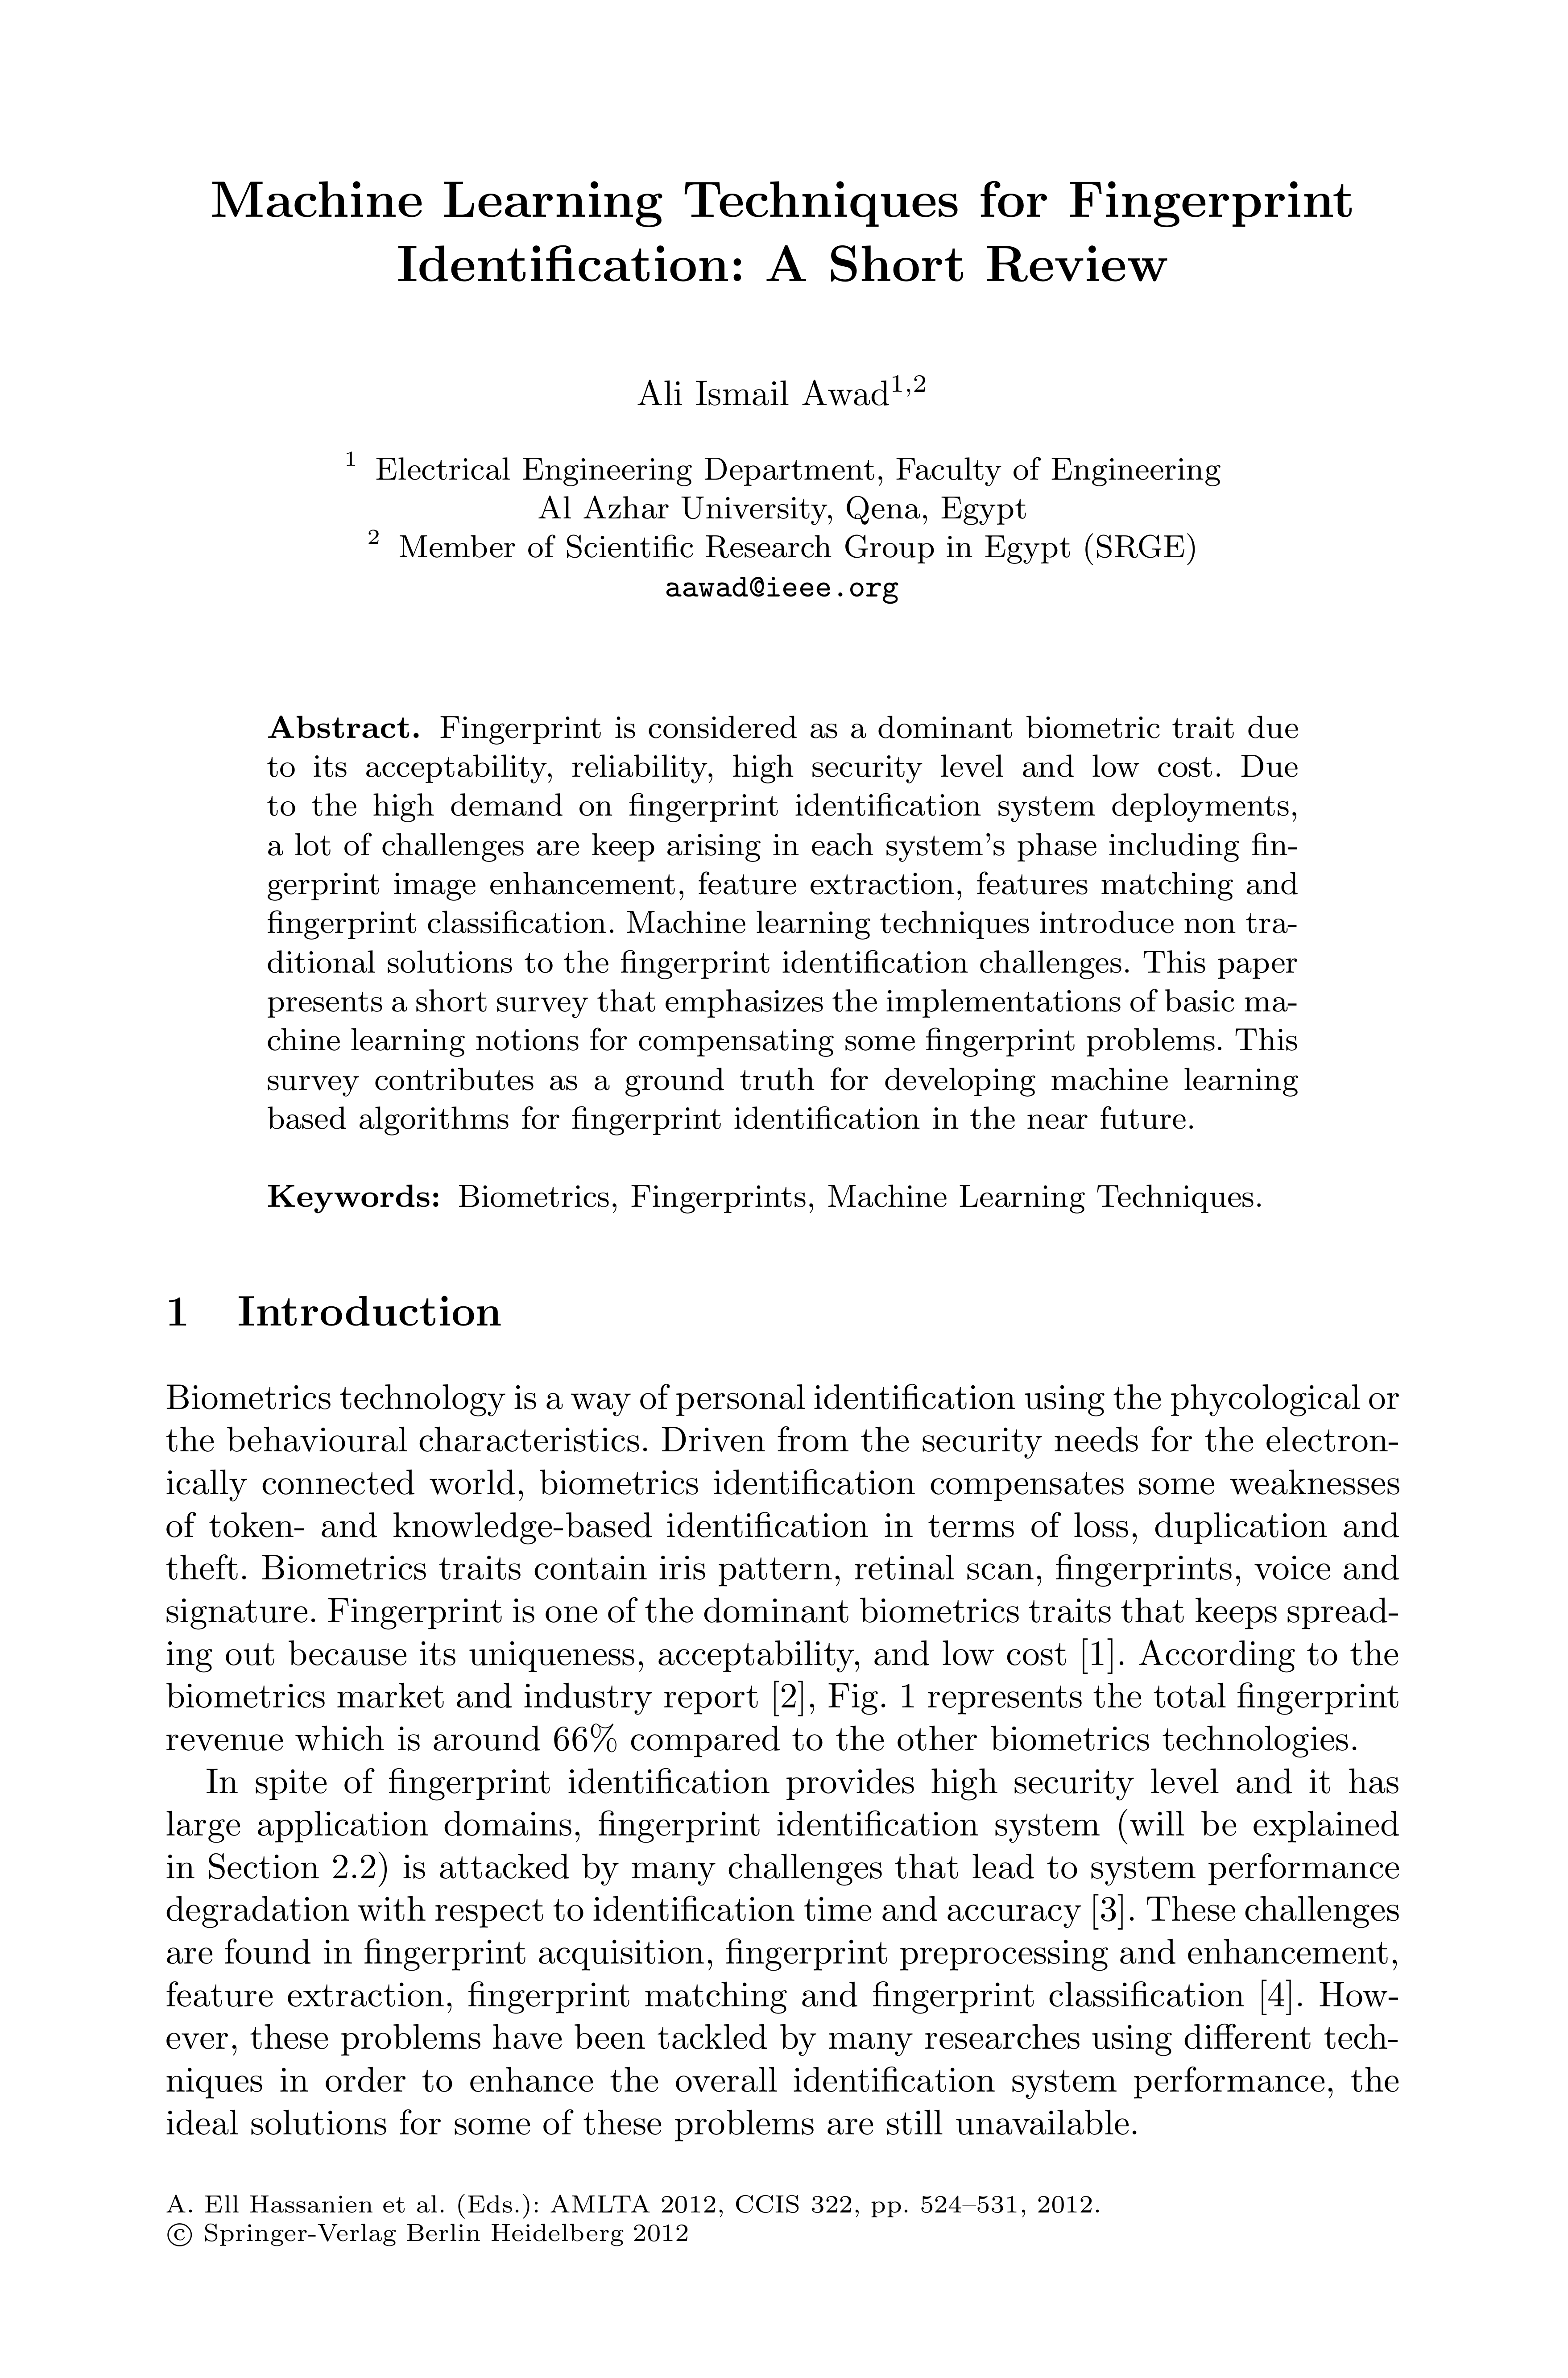 Machine Learning Techniques for Fingerprint
Identification: A Short Review
Ali Ismail Awad1,2
1 Electrical Engineering Department, Faculty of Engineering
Al Azhar University, Qena, Egypt
2 Member of Scientific Research Group in Egypt (SRGE)
aawad@ieee.org
Abstract. Fingerprint is considered as a dominant biometric trait due
to its acceptability, reliability, high security level and low cost. Due
to the high demand on fingerprint identification system deployments,
a lot of challenges are keep arising in each system's phase including fin-
gerprint image enhancement, feature extraction, features matching and
fingerprint classification. Machine learning techniques introduce non tra-
ditional solutions to the fingerprint identification challenges. This paper
presents a short survey that emphasizes the implementations of basic ma-
chine learning notions for compensating some fingerprint problems. This
survey contributes as a ground truth for developing machine learning
based algorithms for fingerprint identification in the near future.
Keywords: Biometrics, Fingerprints, Machine Learning Techniques.
1 Introduction
Biometrics technology is a way of personal identification using the phycological or
the behavioural characteristics. Driven from the security needs for the electron-
ically connected world, biometrics identification compensates some weaknesses
of token- and knowledge-based identification in terms of loss, duplication and
theft. Biometrics traits contain iris pattern, retinal scan, fingerprints, voice and
signature. Fingerprint is one of the dominant biometrics traits that keeps spread-
ing out because its uniqueness, acceptability, and low cost [1]. According to the
biometrics market and industry report [2], Fig. 1 represents the total fingerprint
revenue which is around 66% compared to the other biometrics technologies.
In spite of fingerprint identification provides high security level and it has
large application domains, fingerprint identification system (will be explained
in Section 2.2) is attacked by many challenges that lead to system performance
degradation with respect to identification time and accuracy [3]. These challenges
are found in fingerprint acquisition, fingerprint preprocessing and enhancement,
feature extraction, fingerprint matching and fingerprint classification [4]. How-
ever, these problems have been tackled by many researches using different tech-
niques in order to enhance the overall identification system performance, the
ideal solutions for some of these problems are still unavailable.
A. Ell Hassanien et al. (Eds.): AMLTA 2012, CCIS 322, pp. 524–531, 2012.
© Springer-Verlag Berlin Heidelberg 2012